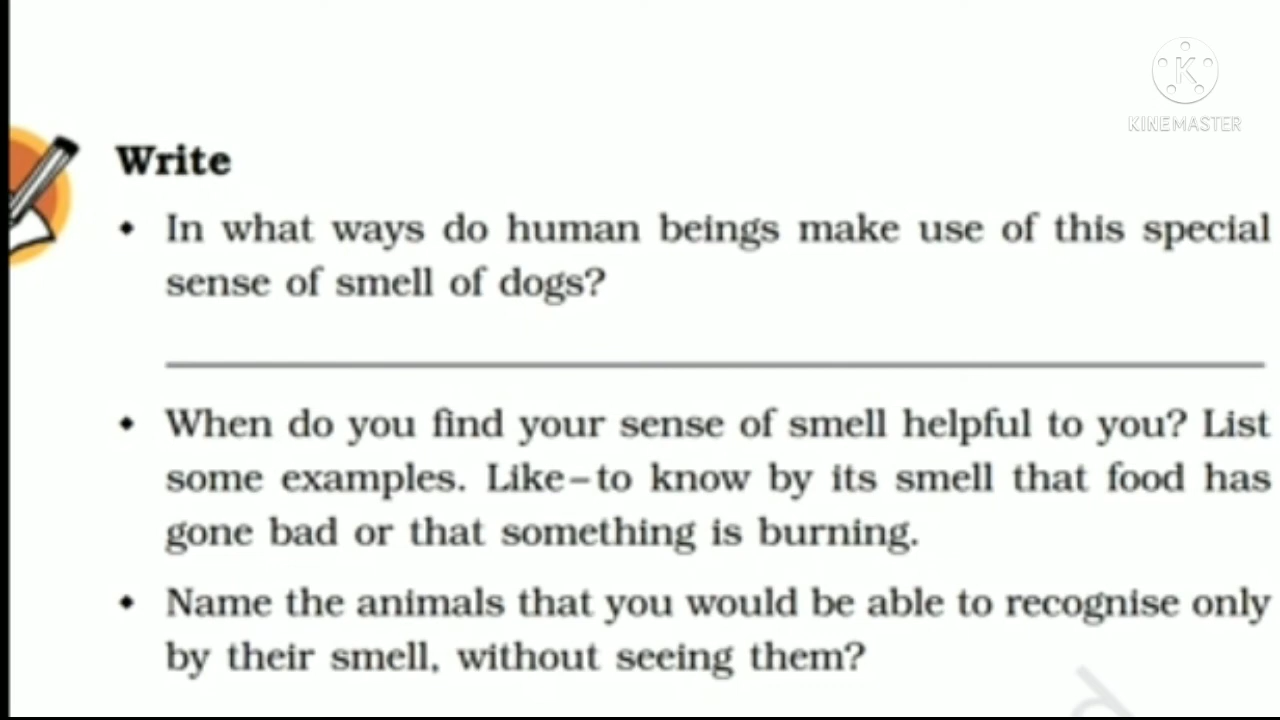 KINEMASTER
Write
• In what ways do human beings make use of this special
sense of smell of dogs?
• When do you find your sense of smell helpful to you? List
some examples. Like–to know by its smell that food has
gone bad or that something is burning.
• Name the animals that you would be able to recognise only
by their smell, without seeing them?